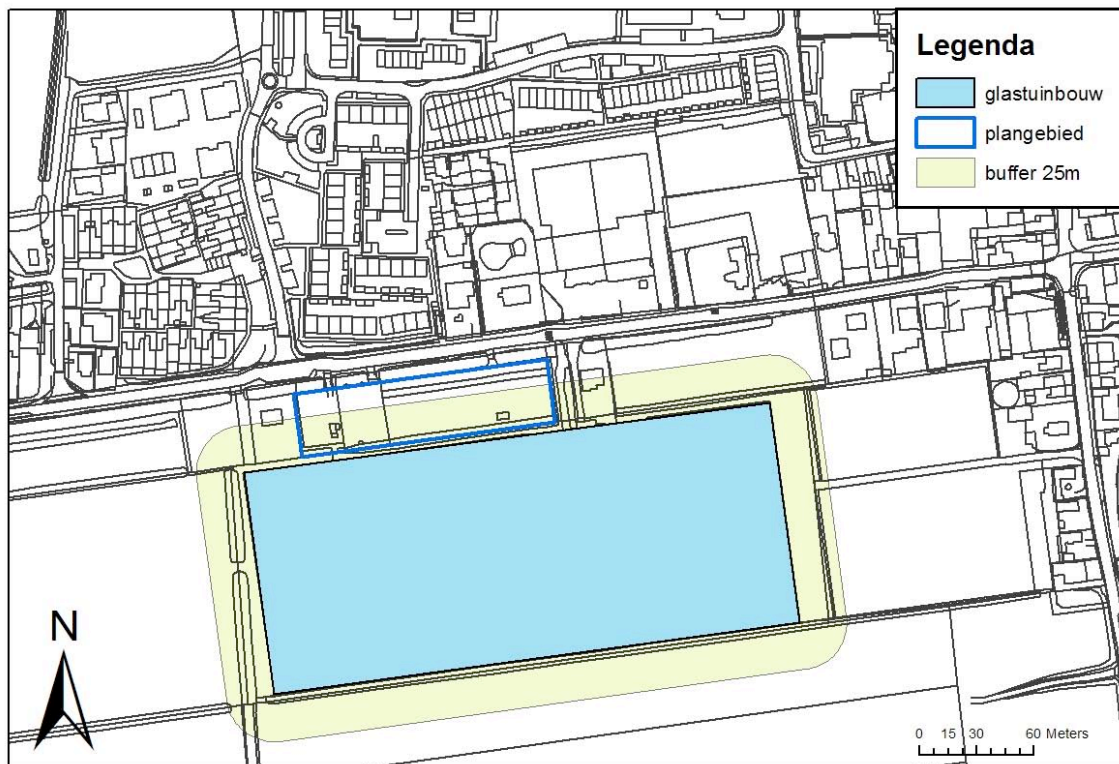 Legenda
glastuinbouw
plangebied
buffer 25m
N
0 15 30 60 Meters